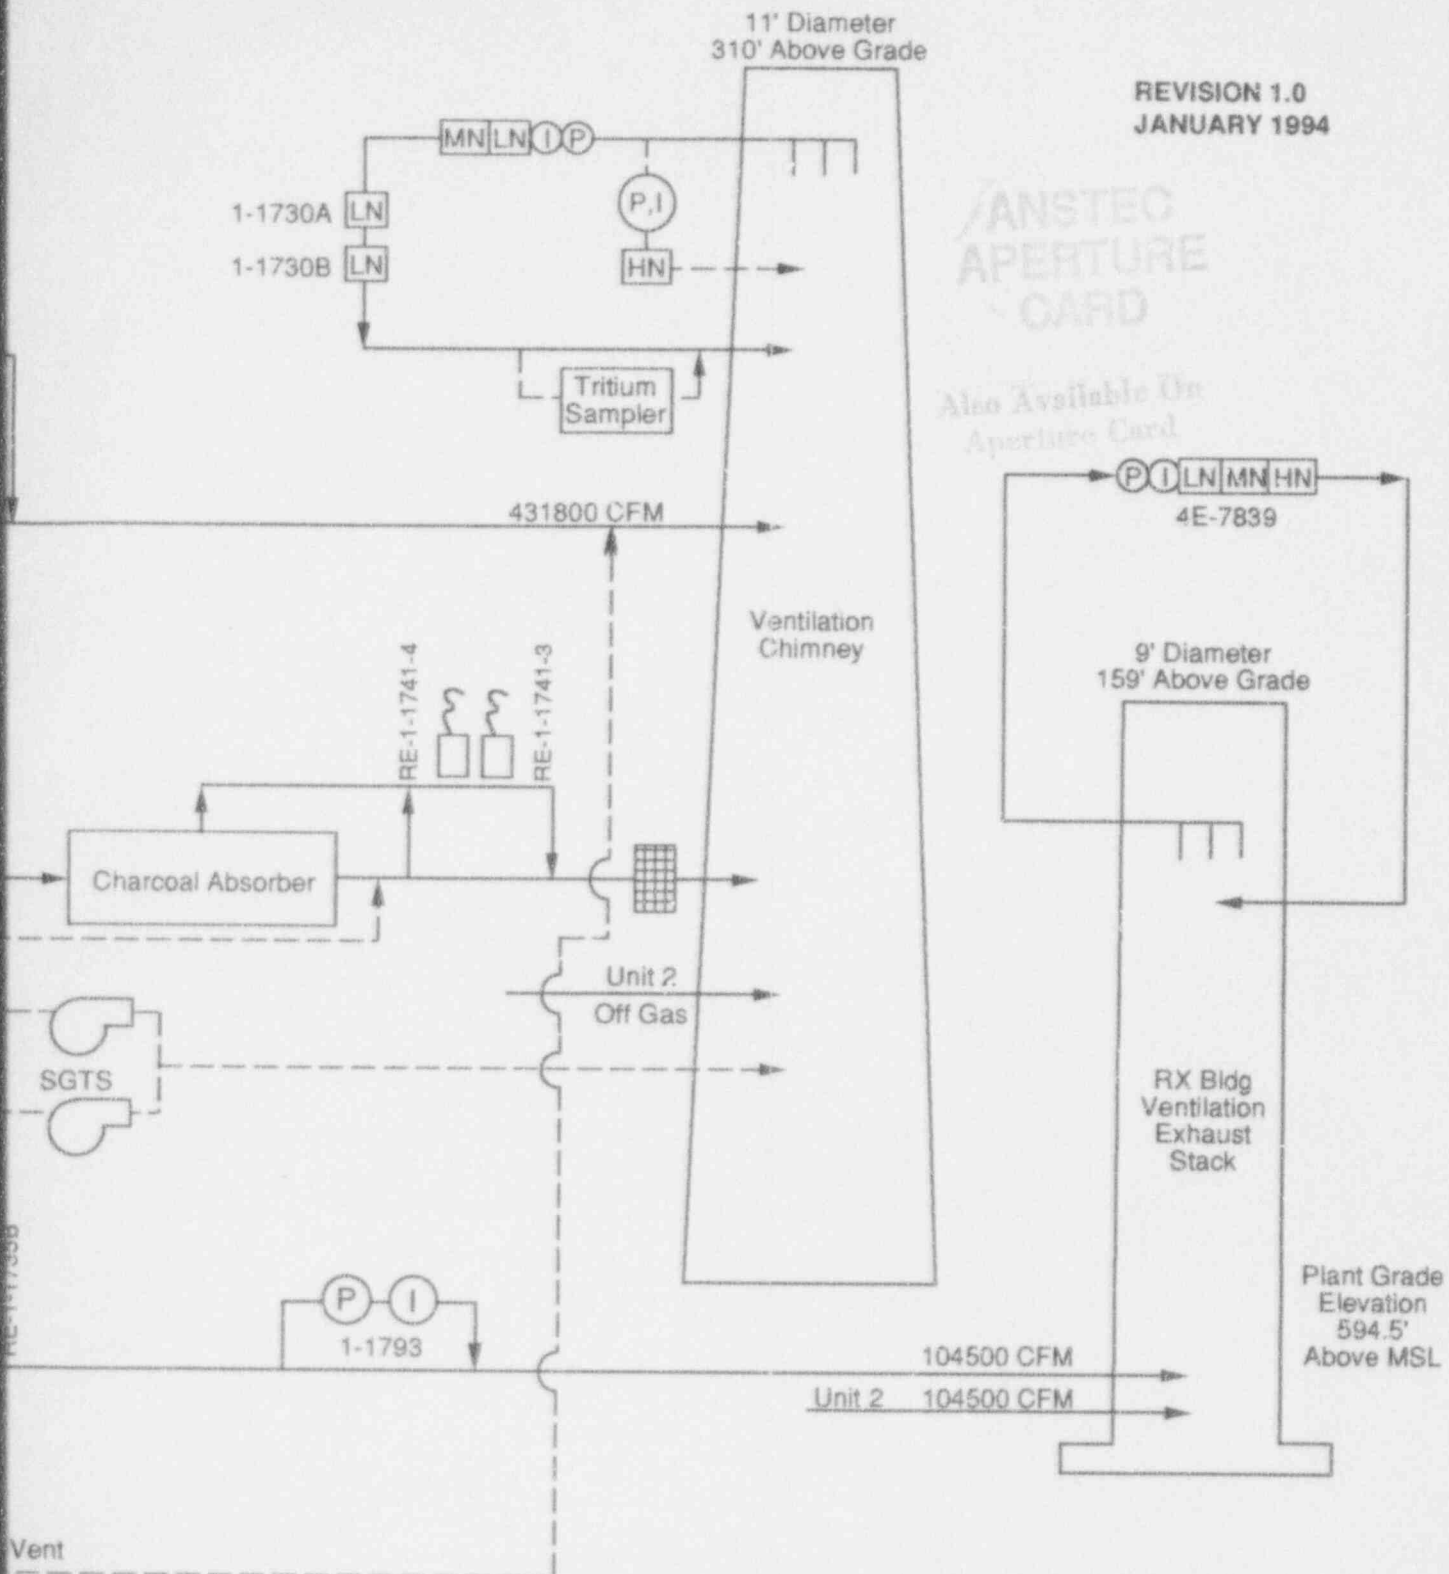 11' Diameter
310' Above Grade
REVISION 1.0
JANUARY 1994
MN LN I P
1-1730A LN
P,I
1-1730B LN
HN
ANSTEC
APERTURE
CARD
Tritium
Sampler
Also Available On
Aperture Card
P I LN MN HN
4E-7839
431800 CFM
Ventilation
Chimney
9' Diameter
159' Above Grade
RE-1-1741-4
RE-1-1741-3
Charcoal Absorber
Unit 2
Off Gas
SGTS
RX Bldg
Ventilation
Exhaust
Stack
P I
1-1793
Plant Grade
Elevation
594.5'
Above MSL
104500 CFM
Unit 2 104500 CFM
Vent